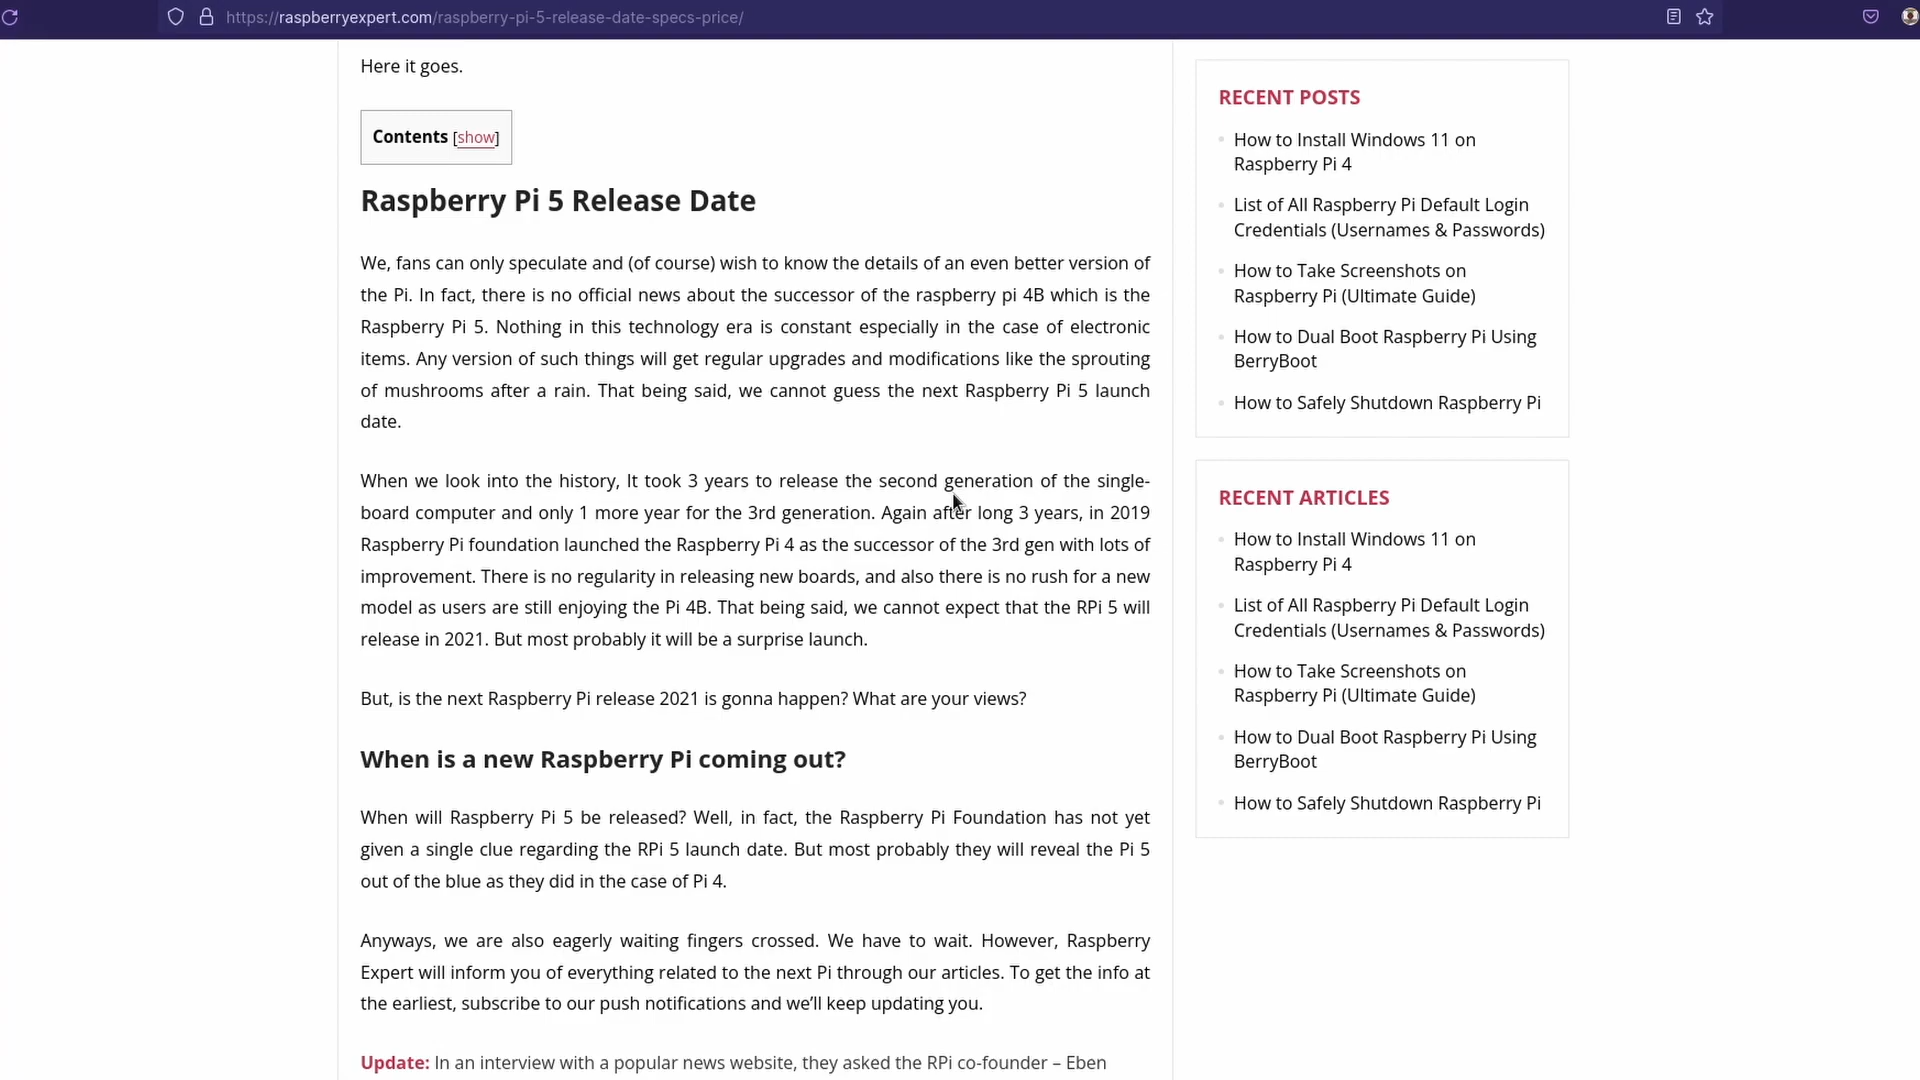 https://raspberryexpert.com/raspberry-pi-5-release-date-specs-price/
Here it goes.
Contents [show]
Raspberry Pi 5 Release Date
We, fans can only speculate and (of course) wish to know the details of an even better version of
the Pi. In fact, there is no official news about the successor of the raspberry pi 4B which is the
Raspberry Pi 5. Nothing in this technology era is constant especially in the case of electronic
items. Any version of such things will get regular upgrades and modifications like the sprouting
of mushrooms after a rain. That being said, we cannot guess the next Raspberry Pi 5 launch
date.
When we look into the history, It took 3 years to release the second generation of the single-
board computer and only 1 more year for the 3rd generation. Again after long 3 years, in 2019
Raspberry Pi foundation launched the Raspberry Pi 4 as the successor of the 3rd gen with lots of
improvement. There is no regularity in releasing new boards, and also there is no rush for a new
model as users are still enjoying the Pi 4B. That being said, we cannot expect that the RPi 5 will
release in 2021. But most probably it will be a surprise launch.
But, is the next Raspberry Pi release 2021 is gonna happen? What are your views?
When is a new Raspberry Pi coming out?
When will Raspberry Pi 5 be released? Well, in fact, the Raspberry Pi Foundation has not yet
given a single clue regarding the RPi 5 launch date. But most probably they will reveal the Pi 5
out of the blue as they did in the case of Pi 4.
Anyways, we are also eagerly waiting fingers crossed. We have to wait. However, Raspberry
Expert will inform you of everything related to the next Pi through our articles. To get the info at
the earliest, subscribe to our push notifications and we’ll keep updating you.
Update: In an interview with a popular news website, they asked the RPi co-founder – Eben
RECENT POSTS
How to Install Windows 11 on
Raspberry Pi 4
List of All Raspberry Pi Default Login
Credentials (Usernames & Passwords)
How to Take Screenshots on
Raspberry Pi (Ultimate Guide)
How to Dual Boot Raspberry Pi Using
BerryBoot
How to Safely Shutdown Raspberry Pi
RECENT ARTICLES
How to Install Windows 11 on
Raspberry Pi 4
List of All Raspberry Pi Default Login
Credentials (Usernames & Passwords)
How to Take Screenshots on
Raspberry Pi (Ultimate Guide)
How to Dual Boot Raspberry Pi Using
BerryBoot
How to Safely Shutdown Raspberry Pi